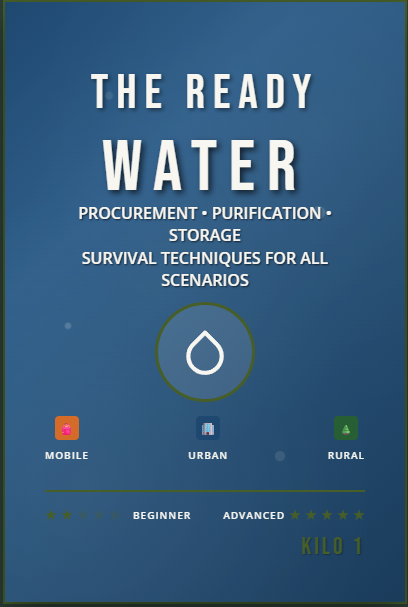 THE READY
WATER
PROCUREMENT • PURIFICATION •
STORAGE
SURVIVAL TECHNIQUES FOR ALL
SCENARIOS
MOBILE URBAN RURAL
★★★★★ BEGINNER ADVANCED ★★★★★
KILO 1